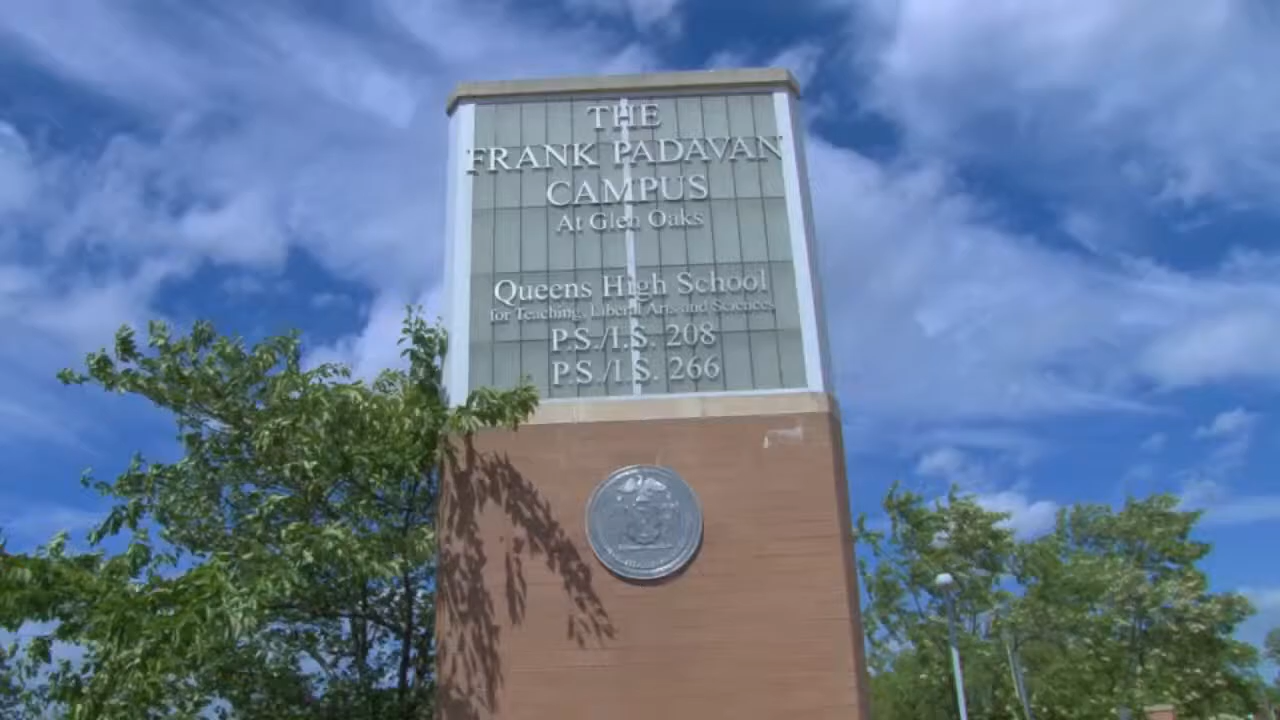 THE
FRANK PADAVAN
CAMPUS
At Glen Oaks
Queens High School
for Teaching, Liberal Arts and Sciences
P.S./I.S. 208
P.S./I.S. 266